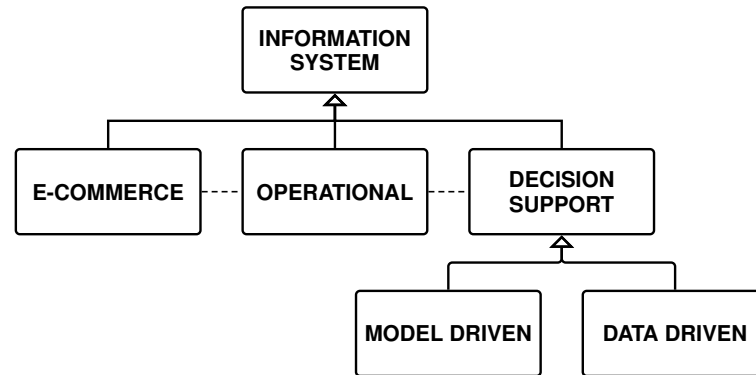 INFORMATION
SYSTEM
E-COMMERCE
OPERATIONAL
DECISION
SUPPORT
MODEL DRIVEN
DATA DRIVEN